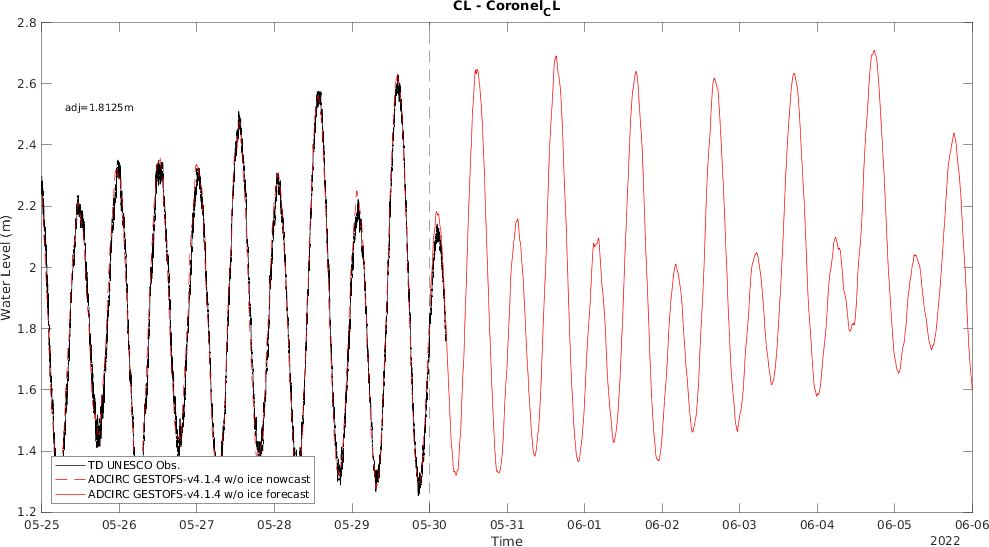 CL - Coronel_CL
2.8
2.6
2.4
2.2
2
1.8
1.6
1.4
1.2
Water Level (m)
adj=1.8125m
TD UNESCO Obs.
ADCIRC GESTOFS-v4.1.4 w/o ice nowcast
ADCIRC GESTOFS-v4.1.4 w/o ice forecast
05-25 05-26 05-27 05-28 05-29 05-30 05-31 06-01 06-02 06-03 06-04 06-05 06-06
Time
2022